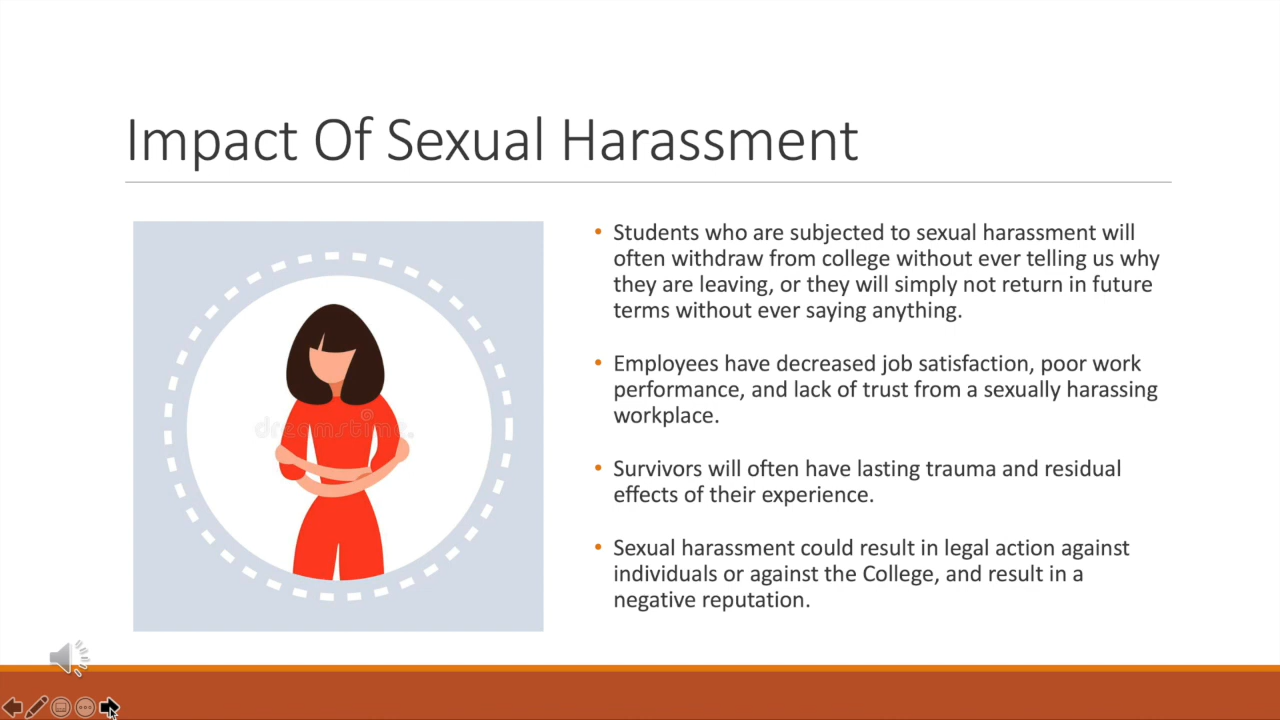 Impact Of Sexual Harassment
• Students who are subjected to sexual harassment will
often withdraw from college without ever telling us why
they are leaving, or they will simply not return in future
terms without ever saying anything.
• Employees have decreased job satisfaction, poor work
performance, and lack of trust from a sexually harassing
workplace.
• Survivors will often have lasting trauma and residual
effects of their experience.
• Sexual harassment could result in legal action against
individuals or against the College, and result in a
negative reputation.
dreamstime.